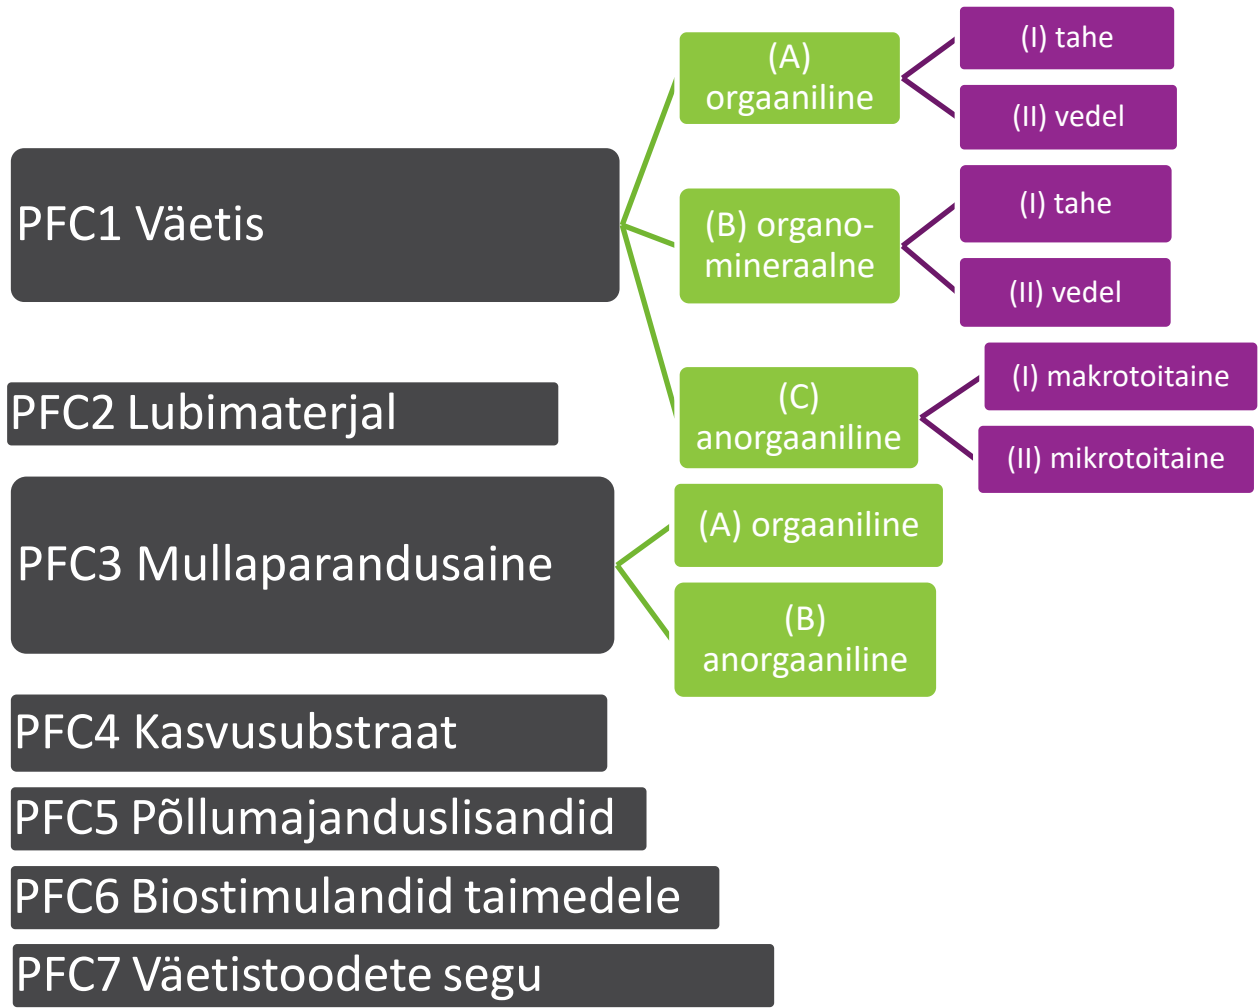 PFC1 Väetis
(A)
orgaaniline
(I) tahe
(II) vedel
(B) organo-
mineraalne
(I) tahe
(II) vedel
(C)
anorgaaniline
(I) makrotoitaine
(II) mikrotoitaine
PFC2 Lubimaterjal
PFC3 Mullaparandusaine
(A) orgaaniline
(B)
anorgaaniline
PFC4 Kasvusubstraat
PFC5 Põllumajanduslisandid
PFC6 Biostimulandid taimedele
PFC7 Väetistoodete segu